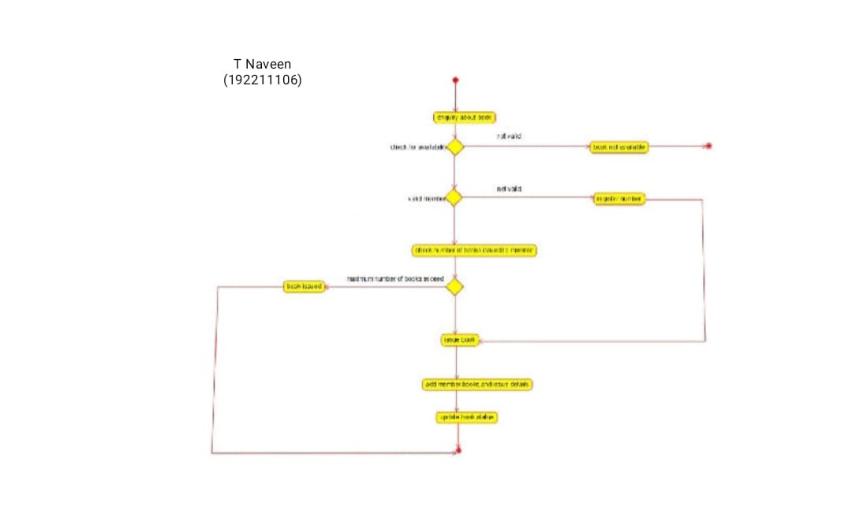 T Naveen
(192211106)
enquiry about book
not valid
check for availability
book not available
not valid
valid member
register number
check number of books issued to member
maximum number of books exceed
book issued
issue book
add member books and issue details
update book status